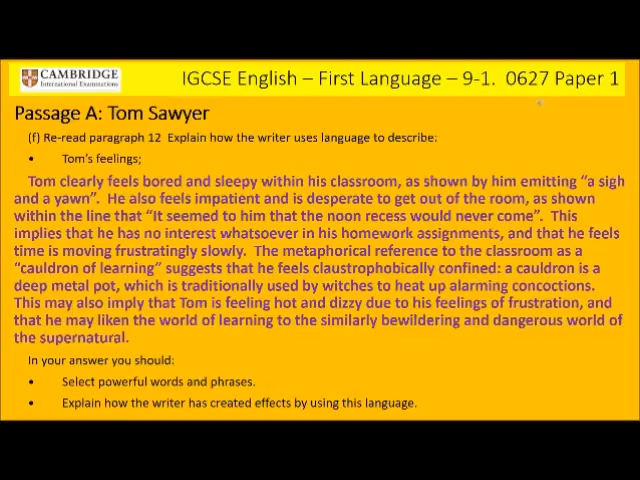 CAMBRIDGE
International Examinations
IGCSE English – First Language – 9-1.  0627 Paper 1
Passage A: Tom Sawyer
(f) Re-read paragraph 12  Explain how the writer uses language to describe:
• Tom's feelings;
Tom clearly feels bored and sleepy within his classroom, as shown by him emitting "a sigh
and a yawn".  He also feels impatient and is desperate to get out of the room, as shown
within the line that "It seemed to him that the noon recess would never come".  This
implies that he has no interest whatsoever in his homework assignments, and that he feels
time is moving frustratingly slowly.  The metaphorical reference to the classroom as a
"cauldron of learning" suggests that he feels claustrophobically confined: a cauldron is a
deep metal pot, which is traditionally used by witches to heat up alarming concoctions.
This may also imply that Tom is feeling hot and dizzy due to his feelings of frustration, and
that he may liken the world of learning to the similarly bewildering and dangerous world of
the supernatural.
In your answer you should:
• Select powerful words and phrases.
• Explain how the writer has created effects by using this language.